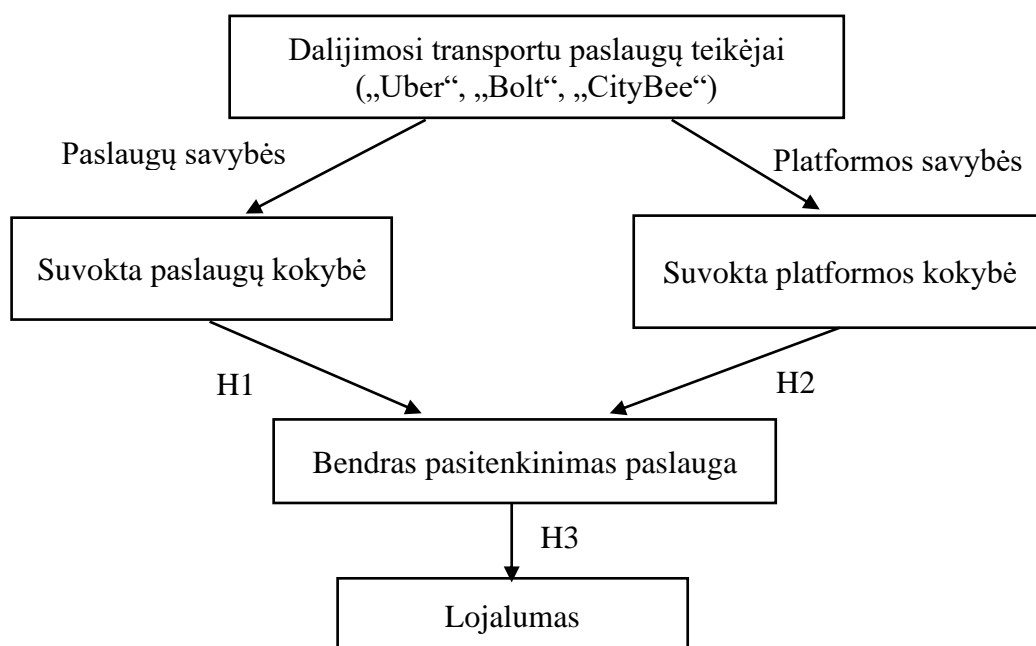 Dalijimosi transportu paslaugų teikėjai
(„Uber“, „Bolt“, „CityBee“)
Paslaugų savybės
Platformos savybės
Suvokta paslaugų kokybė
Suvokta platformos kokybė
H1
H2
Bendras pasitenkinimas paslauga
H3
Lojalumas